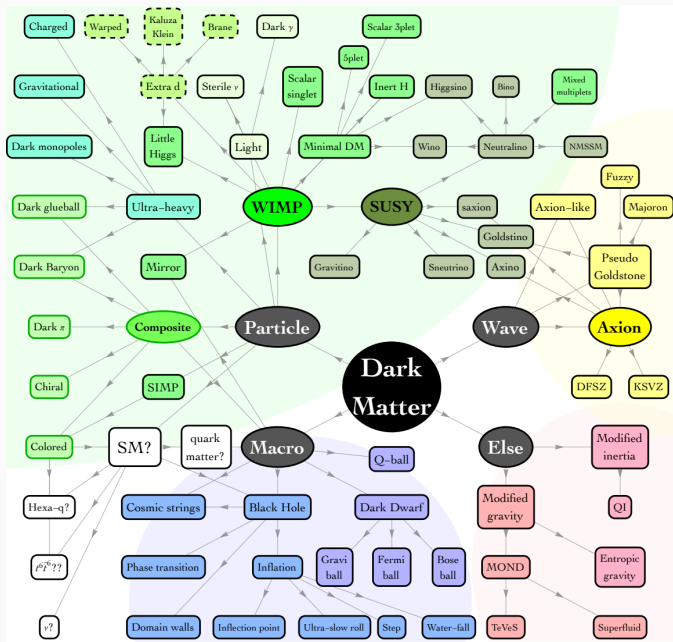 Charged
Warped
Kaluza
Klein
Brane
Dark γ
Scalar 3plet
5plet
Gravitational
Extra d
Sterile ν
Scalar
singlet
Inert H
Higgsino
Bino
Mixed
multiplets
Dark monopoles
Little
Higgs
Light
Minimal DM
Wino
Neutralino
NMSSM
Fuzzy
Dark glueball
Ultra-heavy
WIMP
SUSY
saxion
Axion-like
Majoron
Goldstino
Dark Baryon
Mirror
Gravitino
Sneutrino
Axino
Pseudo
Goldstone
Dark π
Composite
Particle
Wave
Axion
Dark
Matter
Chiral
SIMP
DFSZ
KSVZ
Colored
SM?
quark
matter?
Macro
Q-ball
Else
Modified
inertia
Hexa-q?
Cosmic strings
Black Hole
Dark Dwarf
Modified
gravity
QI
t⁶t̄⁶??
Phase transition
Inflation
Gravi
ball
Fermi
ball
Bose
ball
MOND
Entropic
gravity
ν?
Domain walls
Inflection point
Ultra-slow roll
Step
Water-fall
TeVeS
Superfluid